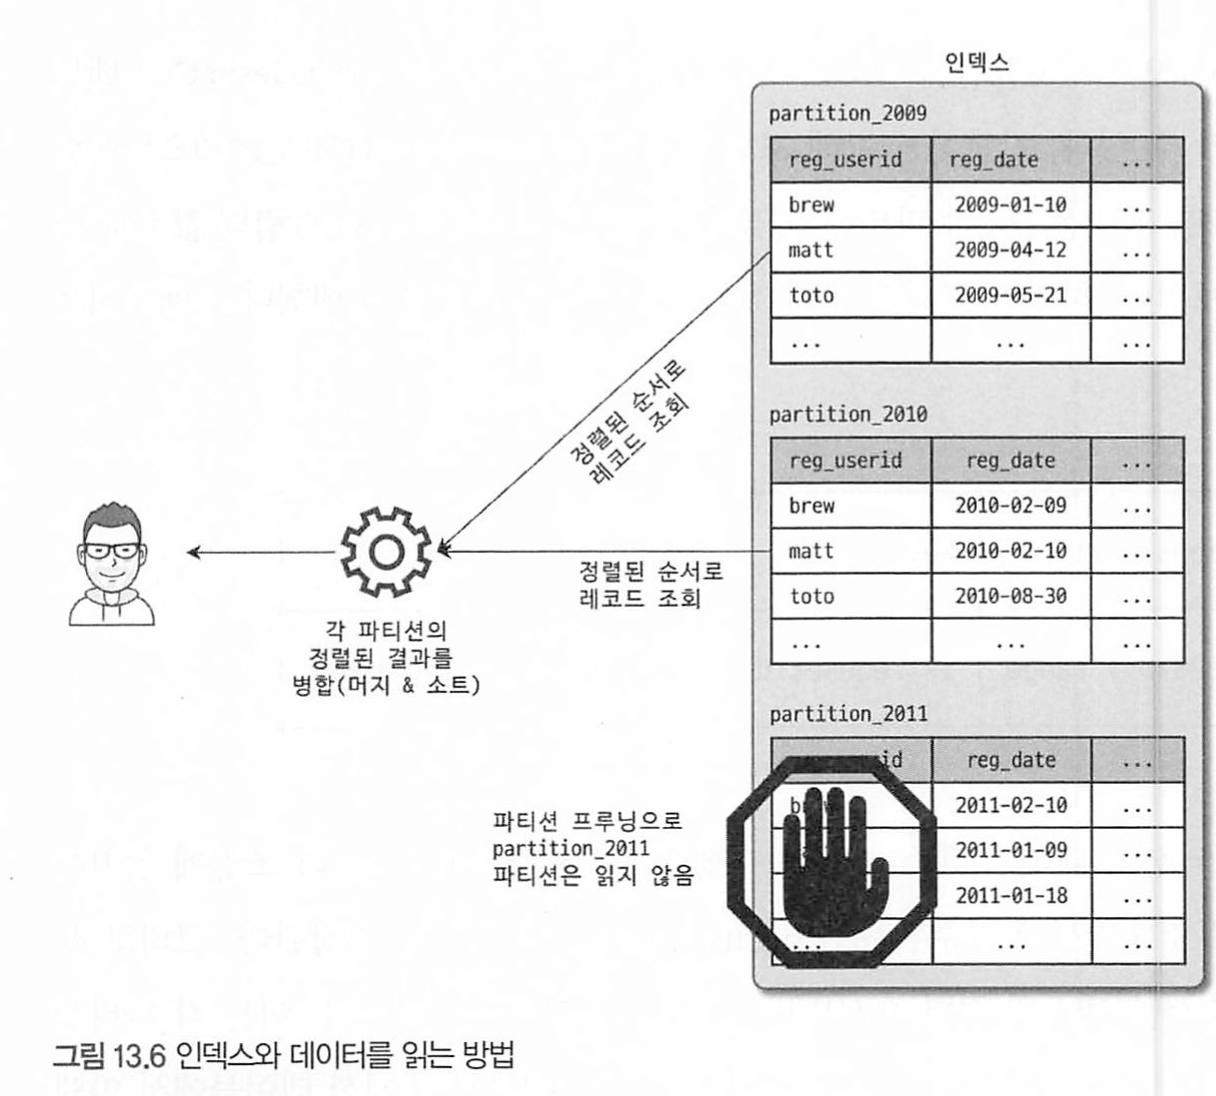 인덱스
partition_2009
reg_userid reg_date ...
brew 2009-01-10 ...
matt 2009-04-12 ...
toto 2009-05-21 ...
... ... ...
정렬된 순서로
레코드 조회
partition_2010
reg_userid reg_date ...
brew 2010-02-09 ...
matt 2010-02-10 ...
toto 2010-08-30 ...
... ... ...
정렬된 순서로
레코드 조회
각 파티션의
정렬된 결과를
병합(머지 & 소트)
partition_2011
reg_date ...
2011-02-10 ...
2011-01-09 ...
2011-01-18 ...
... ... ...
파티션 프루닝으로
partition_2011
파티션은 읽지 않음
그림 13.6 인덱스와 데이터를 읽는 방법